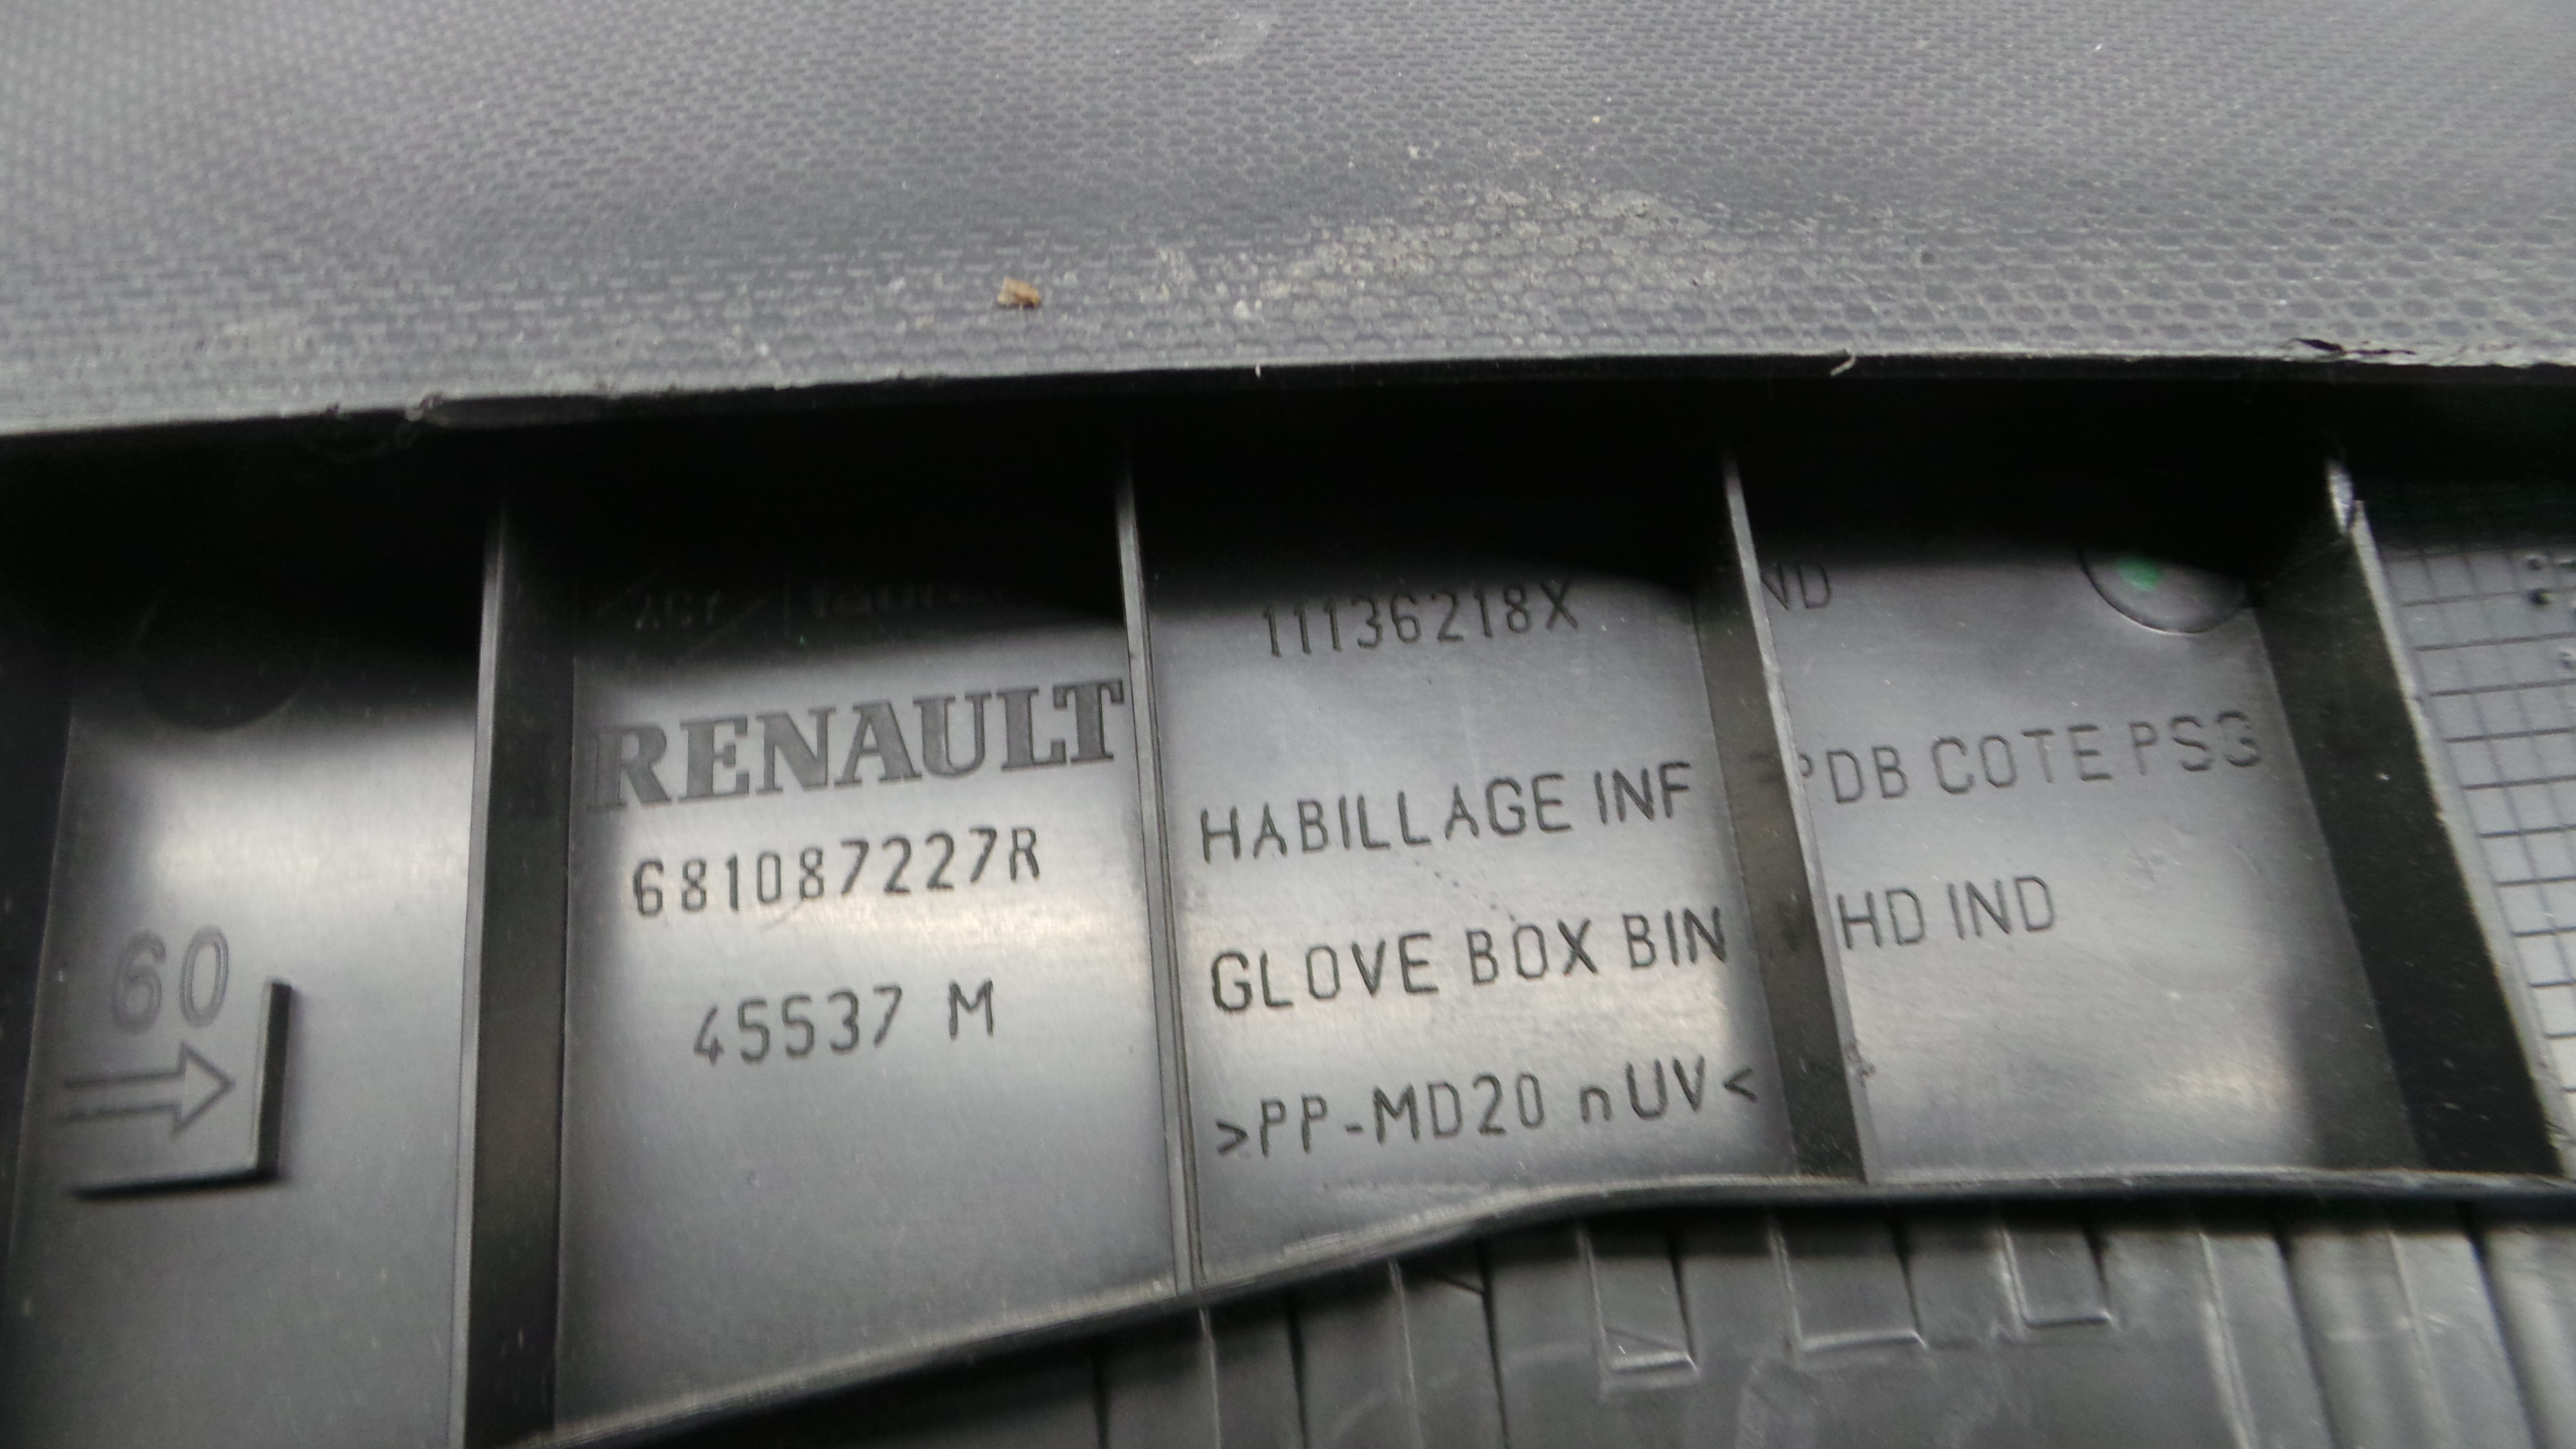 60
RENAULT
681087227R
45537 M
11136218X
HABILLAGE INF PDB COTE PSG
GLOVE BOX BIN HD IND
>PP-MD20 nUV<